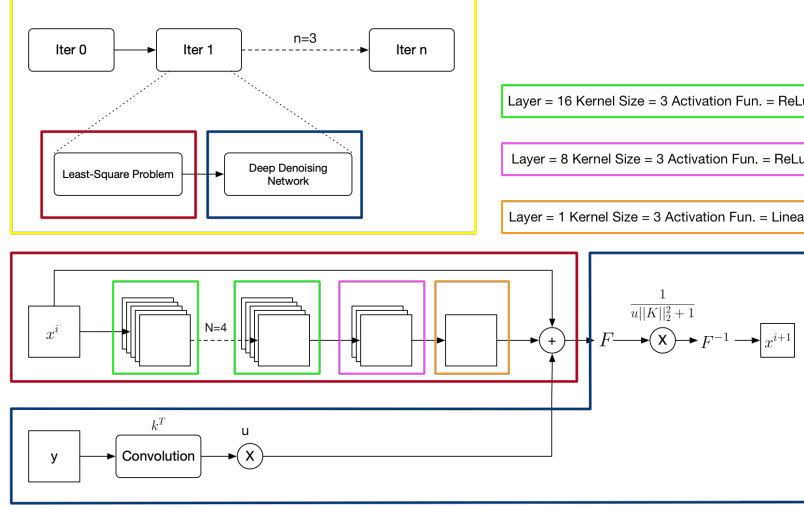 n=3
Iter 0
Iter 1
Iter n
Layer = 16 Kernel Size = 3 Activation Fun. = ReLu
Layer = 8 Kernel Size = 3 Activation Fun. = ReLu
Layer = 1 Kernel Size = 3 Activation Fun. = Linea
Least-Square Problem
Deep Denoising
Network
x^i
N=4
+
F
1
u||K||_2^2 + 1
X
F^{-1}
x^{i+1}
k^T
y
Convolution
u
X